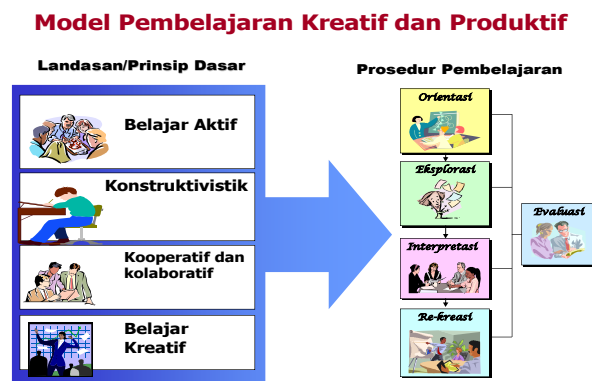 Model Pembelajaran Kreatif dan Produktif
Landasan/Prinsip Dasar
Belajar Aktif
Konstruktivistik
Kooperatif dan
kolaboratif
Belajar
Kreatif
Prosedur Pembelajaran
Orientasi
Eksplorasi
Interpretasi
Re-kreasi
Evaluasi